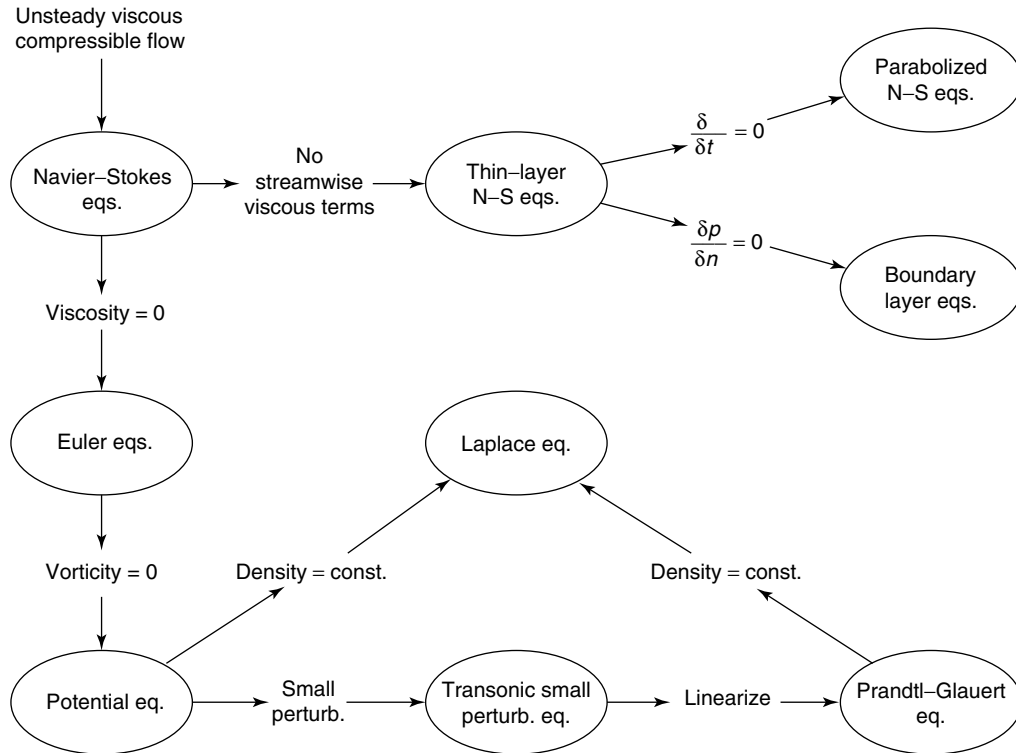 Unsteady viscous
compressible flow
Parabolized
N–S eqs.
δ
δt
= 0
Navier–Stokes
eqs.
No
streamwise
viscous terms
Thin–layer
N–S eqs.
δp
δn
= 0
Boundary
layer eqs.
Viscosity = 0
Euler eqs.
Laplace eq.
Vorticity = 0
Density = const.
Density = const.
Potential eq.
Small
perturb.
Transonic small
perturb. eq.
Linearize
Prandtl–Glauert
eq.